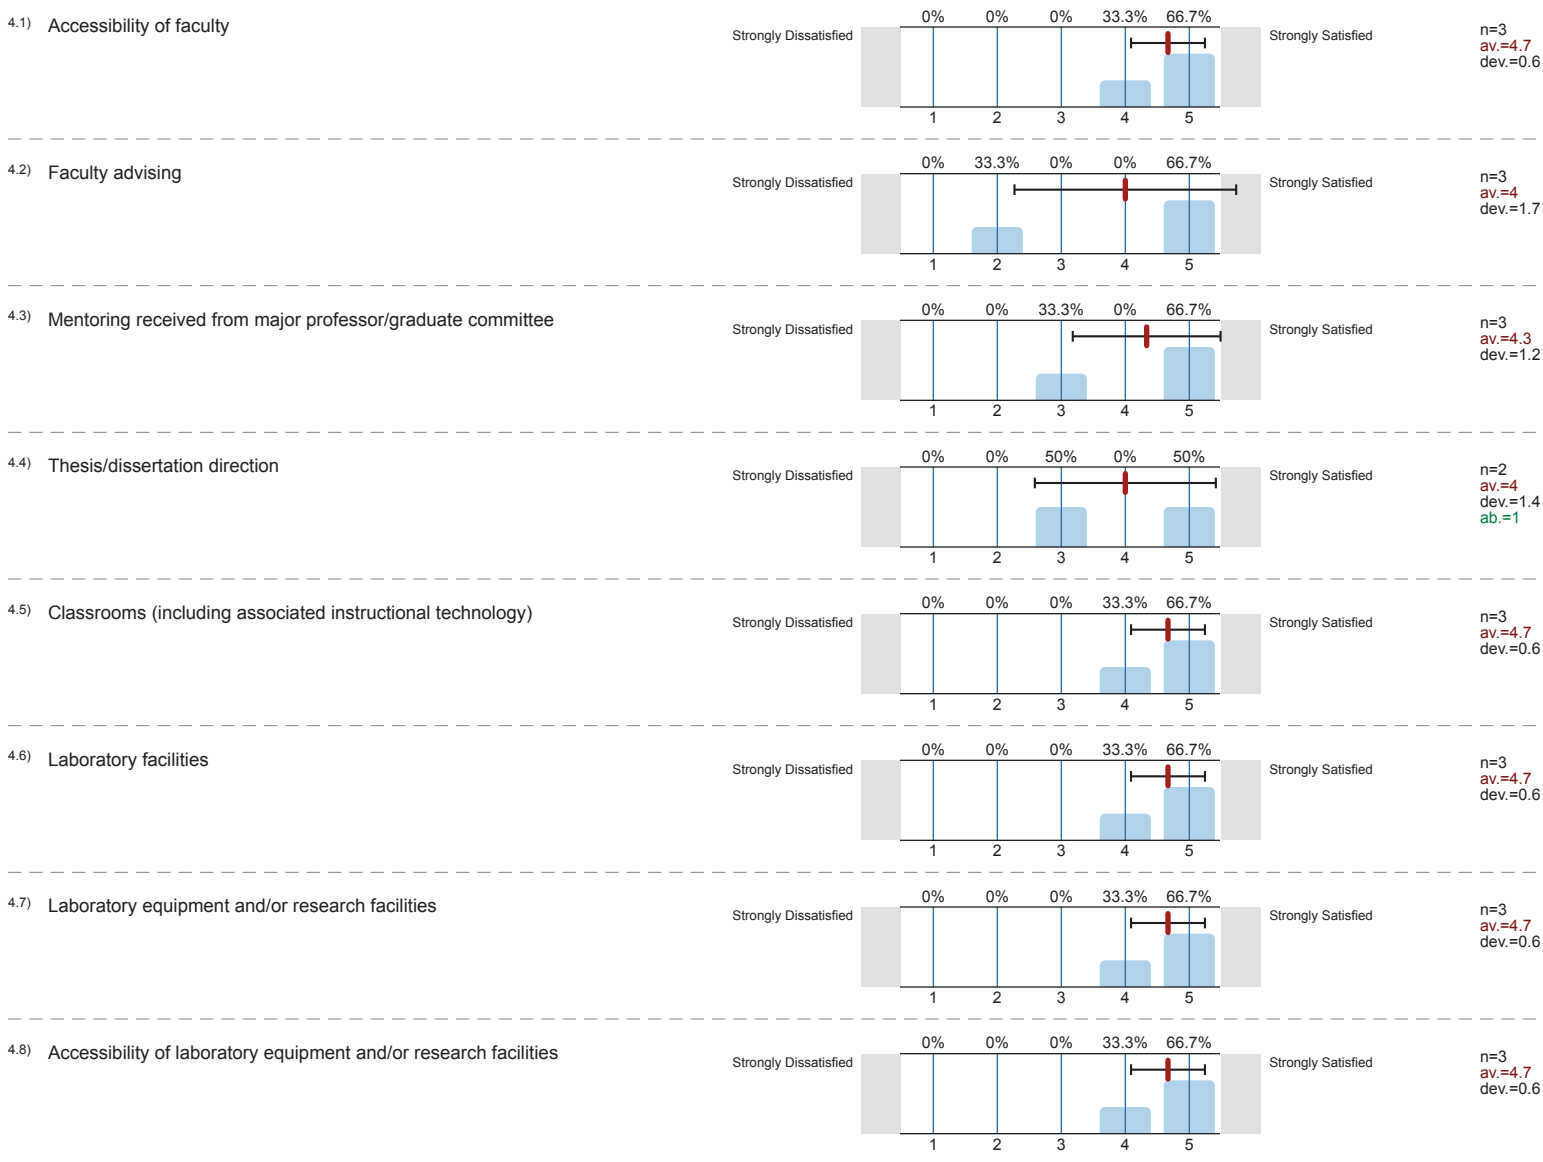 4.1) Accessibility of faculty
0% 0% 0% 33.3% 66.7%
Strongly Dissatisfied Strongly Satisfied
n=3
av.=4.7
dev.=0.6
1 2 3 4 5
4.2) Faculty advising
0% 33.3% 0% 0% 66.7%
Strongly Dissatisfied Strongly Satisfied
n=3
av.=4
dev.=1.7
1 2 3 4 5
4.3) Mentoring received from major professor/graduate committee
0% 0% 33.3% 0% 66.7%
Strongly Dissatisfied Strongly Satisfied
n=3
av.=4.3
dev.=1.2
1 2 3 4 5
4.4) Thesis/dissertation direction
0% 0% 50% 0% 50%
Strongly Dissatisfied Strongly Satisfied
n=2
av.=4
dev.=1.4
ab.=1
1 2 3 4 5
4.5) Classrooms (including associated instructional technology)
0% 0% 0% 33.3% 66.7%
Strongly Dissatisfied Strongly Satisfied
n=3
av.=4.7
dev.=0.6
1 2 3 4 5
4.6) Laboratory facilities
0% 0% 0% 33.3% 66.7%
Strongly Dissatisfied Strongly Satisfied
n=3
av.=4.7
dev.=0.6
1 2 3 4 5
4.7) Laboratory equipment and/or research facilities
0% 0% 0% 33.3% 66.7%
Strongly Dissatisfied Strongly Satisfied
n=3
av.=4.7
dev.=0.6
1 2 3 4 5
4.8) Accessibility of laboratory equipment and/or research facilities
0% 0% 0% 33.3% 66.7%
Strongly Dissatisfied Strongly Satisfied
n=3
av.=4.7
dev.=0.6
1 2 3 4 5